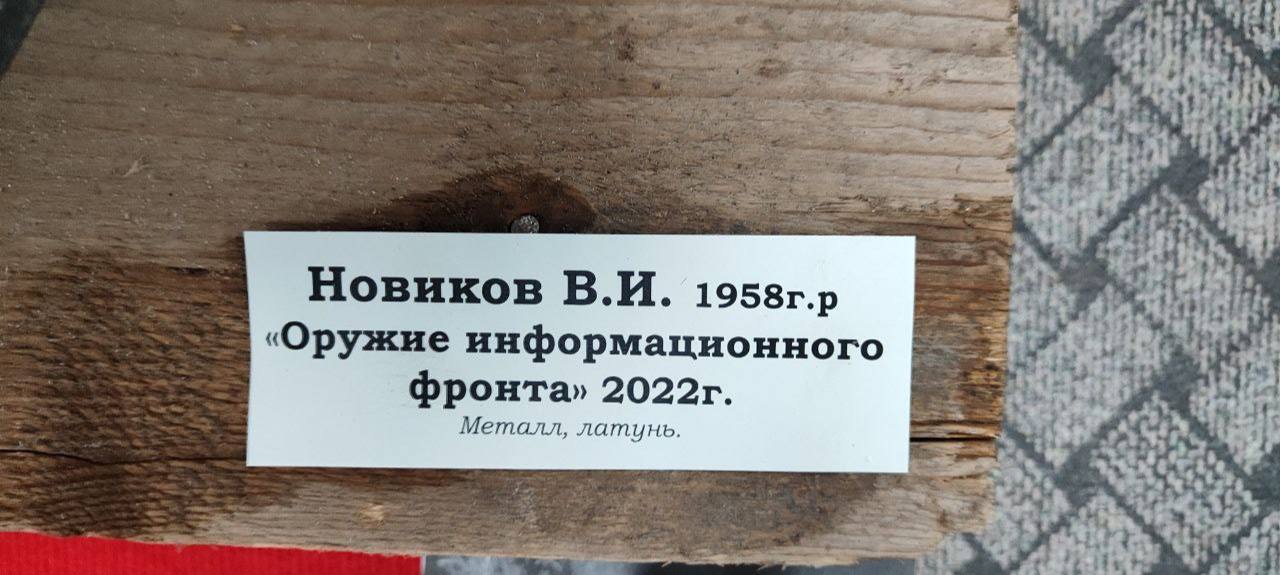 Новиков В.И. 1958г.р
«Оружие информационного
фронта» 2022г.
Металл, латунь.